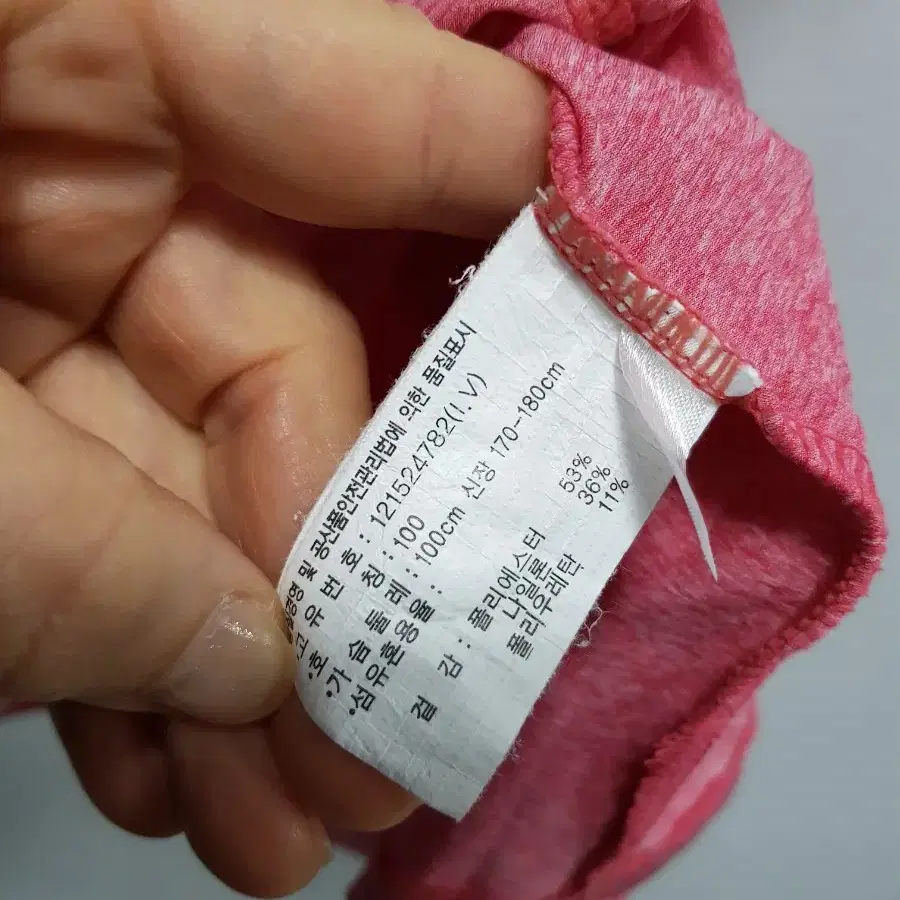 및 공산품안전관리법에 의한 품질표시
고유번호 : 121524782(I.V)
호칭 : 100
가슴둘레 : 100cm 신장 170-180cm
섬유혼용율 :
겉감 : 폴리에스터 53%
나일론 36%
폴리우레탄 11%